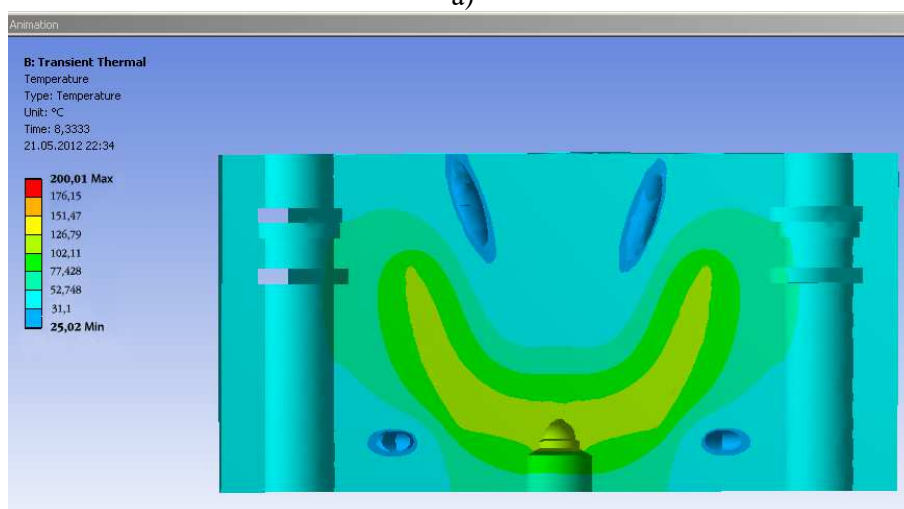 a)
Animation
B: Transient Thermal
Temperature
Type: Temperature
Unit: °C
Time: 8,3333
21.05.2012 22:34
200,01 Max
176,15
151,47
126,79
102,11
77,428
52,748
31,1
25,02 Min